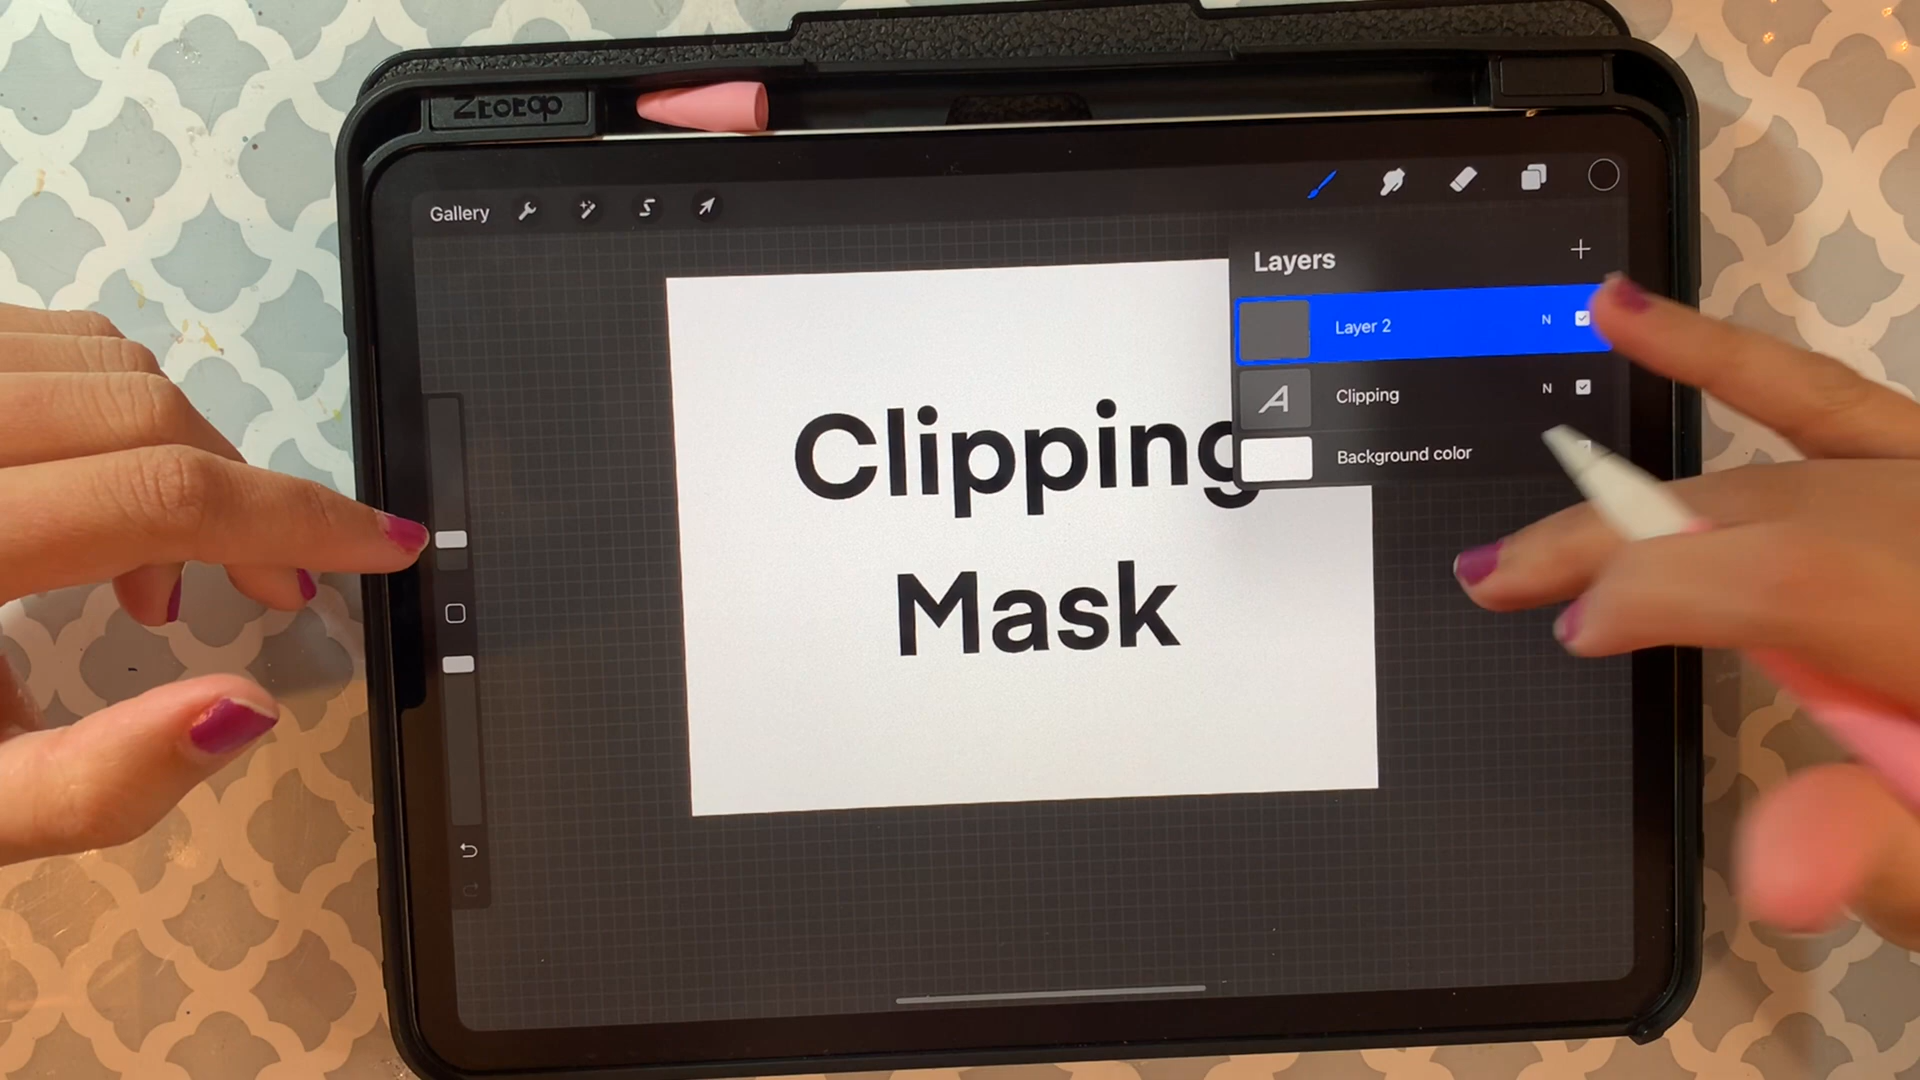 Ztotop
Gallery
Layers
Layer 2
N
Clipping
N
Background color
Clipping
Mask